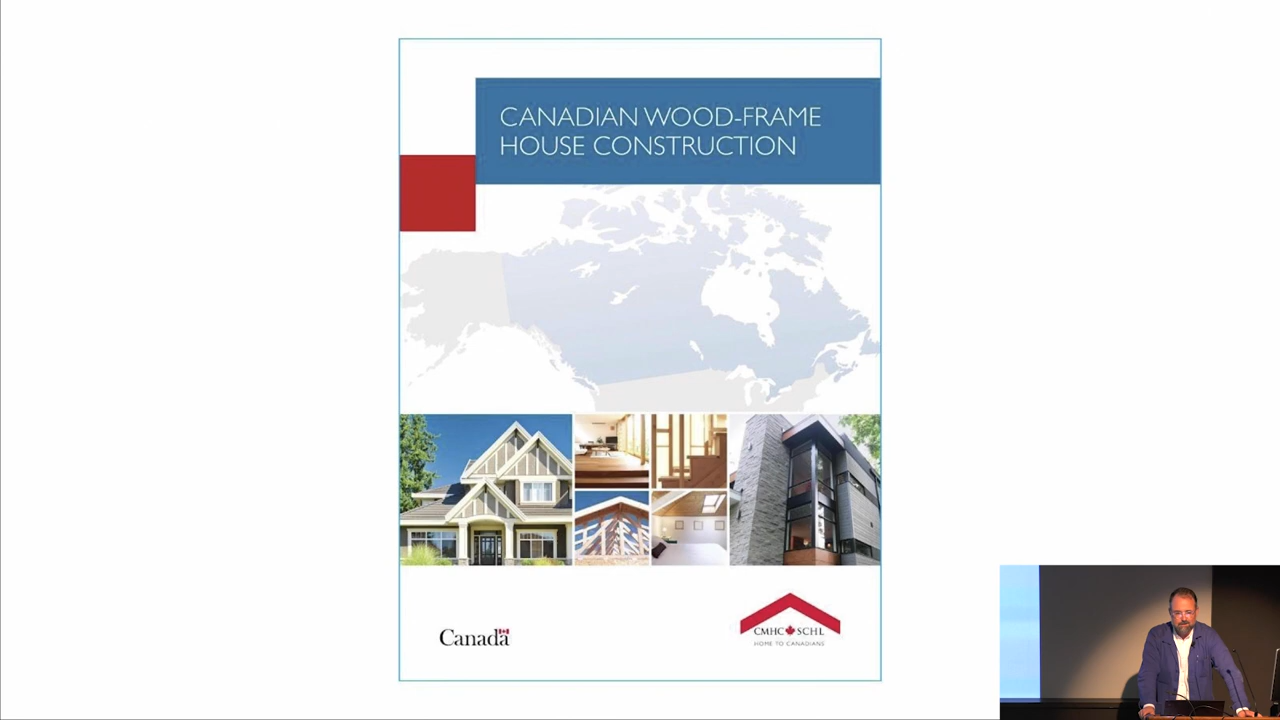 CANADIAN WOOD-FRAME
HOUSE CONSTRUCTION
Canada
CMHC SCHL
HOME TO CANADIANS